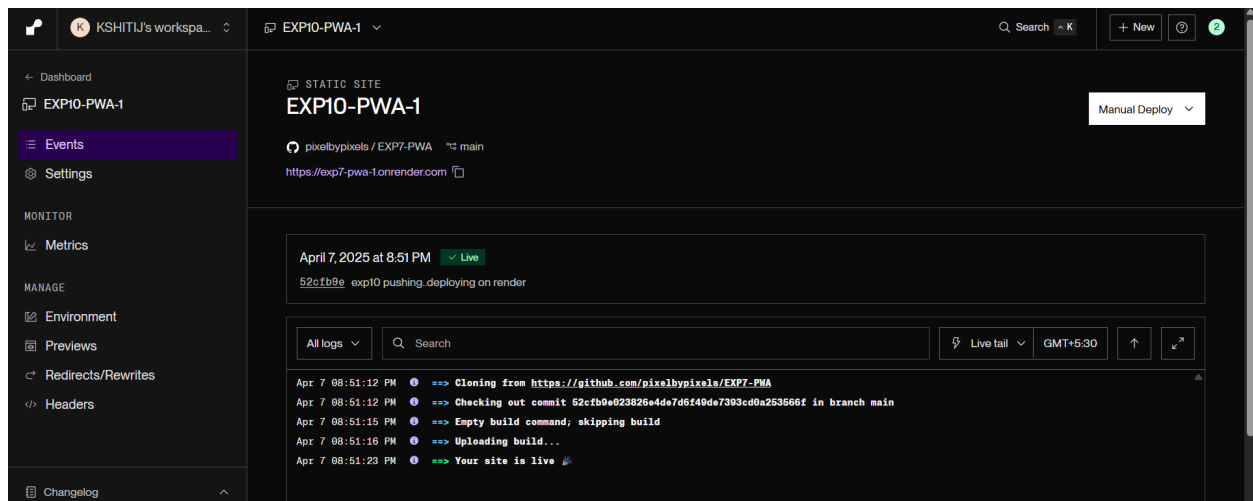 K KSHITIJ's workspa...
EXP10-PWA-1
Search ^ K
+ New
2
← Dashboard
EXP10-PWA-1
Events
Settings
MONITOR
Metrics
MANAGE
Environment
Previews
Redirects/Rewrites
Headers
Changelog
STATIC SITE
EXP10-PWA-1
Manual Deploy
pixelbypixels / EXP7-PWA main
https://exp7-pwa-1.onrender.com
April 7, 2025 at 8:51 PM ✓ Live
52cfb9e exp10 pushing..deploying on render
All logs
Search
Live tail
GMT+5:30
Apr 7 08:51:12 PM ==> Cloning from https://github.com/pixelbypixels/EXP7-PWA
Apr 7 08:51:12 PM ==> Checking out commit 52cfb9e023826e4de7d6f49de7393cd0a253566f in branch main
Apr 7 08:51:15 PM ==> Empty build command; skipping build
Apr 7 08:51:16 PM ==> Uploading build...
Apr 7 08:51:23 PM ==> Your site is live 🎉